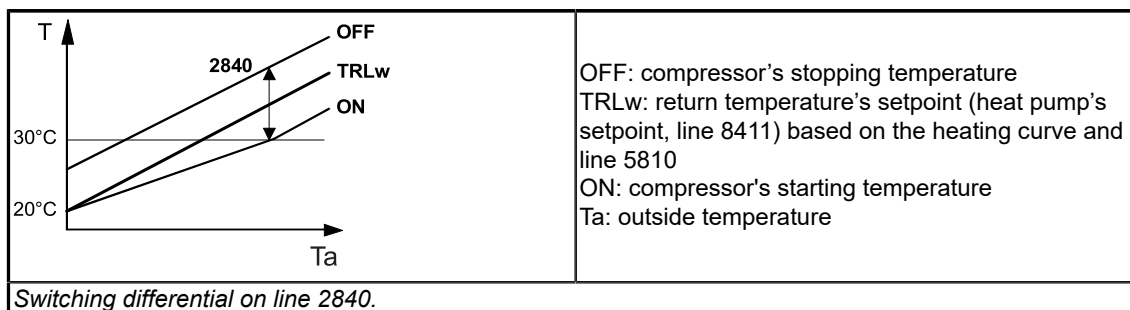 T
OFF
2840
TRLw
ON
30°C
20°C
Ta
OFF: compressor’s stopping temperature
TRLw: return temperature’s setpoint (heat pump’s
setpoint, line 8411) based on the heating curve and
line 5810
ON: compressor's starting temperature
Ta: outside temperature
Switching differential on line 2840.